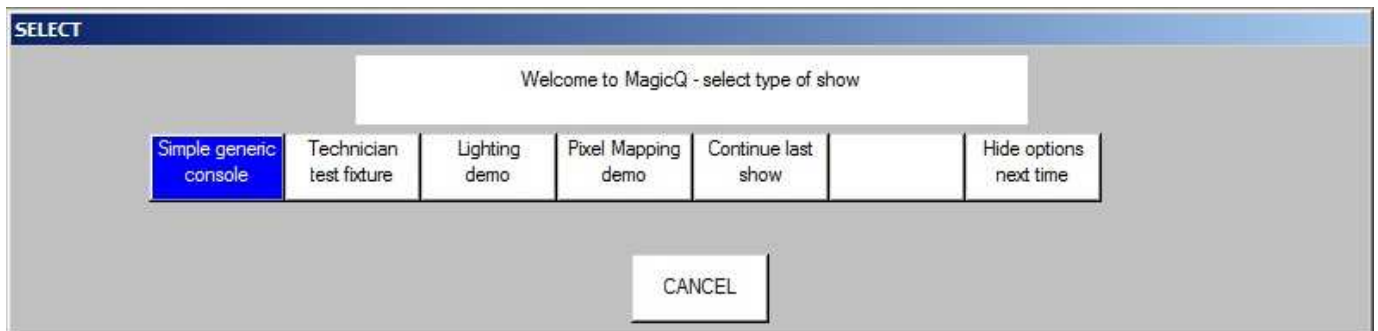 SELECT
Welcome to MagicQ - select type of show
Simple generic
console
Technician
test fixture
Lighting
demo
Pixel Mapping
demo
Continue last
show
Hide options
next time
CANCEL